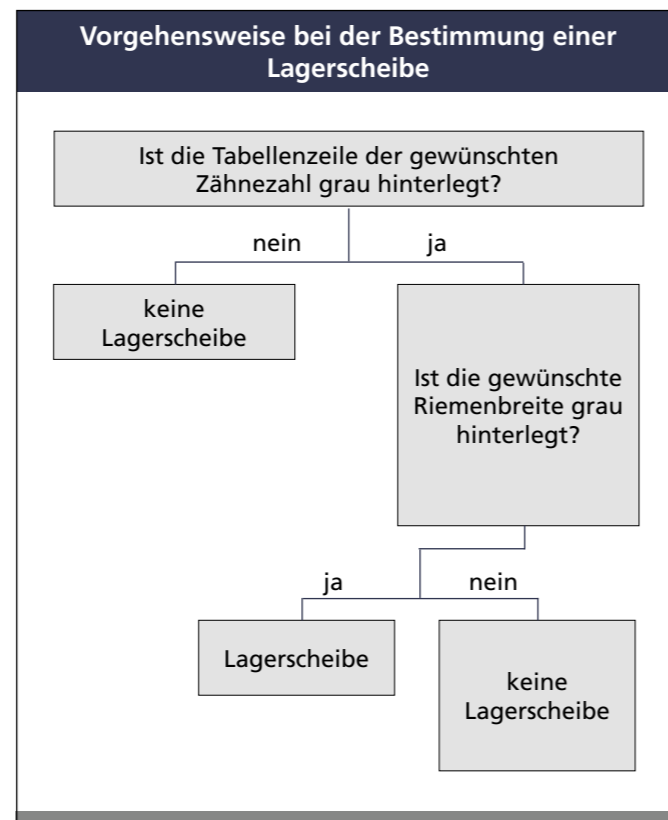 Vorgehensweise bei der Bestimmung einer
Lagerscheibe
Ist die Tabellenzeile der gewünschten
Zähnezahl grau hinterlegt?
nein
ja
keine
Lagerscheibe
Ist die gewünschte
Riemenbreite grau
hinterlegt?
ja
nein
Lagerscheibe
keine
Lagerscheibe